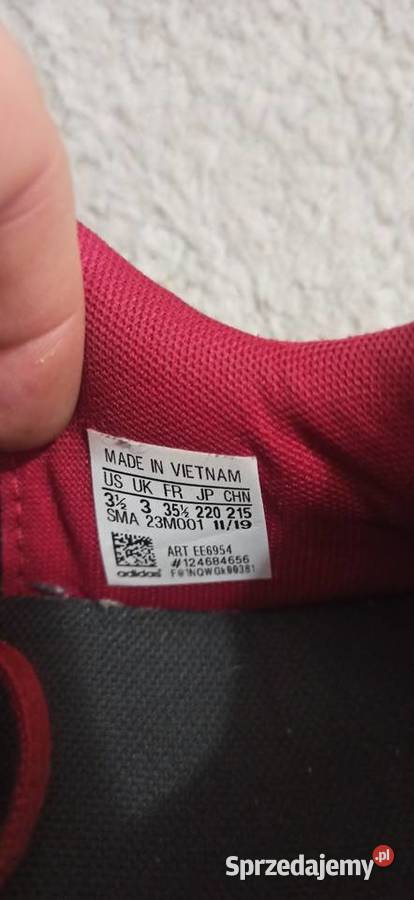 MADE IN VIETNAM
US UK FR JP CHN
3½ 3 35½ 220 215
SMA 23M001 11/19
ART EE6954
#124684656
adidas
Sprzedajemy.pl